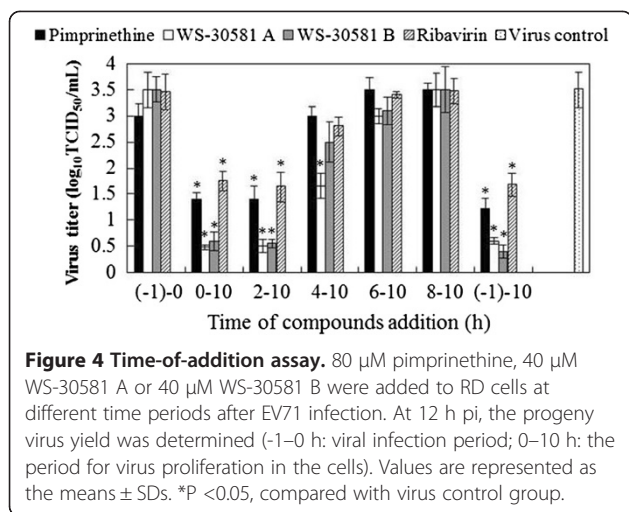 Pimprinethine WS-30581 A WS-30581 B Ribavirin Virus control
Virus titer (log10TCID50/mL)
4
3.5
3
2.5
2
1.5
1
0.5
0
* * * *
* * * *
*
* * * *
(-1)-0 0-10 2-10 4-10 6-10 8-10 (-1)-10
Time of compounds addition (h)
Figure 4 Time-of-addition assay. 80 μM pimprinethine, 40 μM
WS-30581 A or 40 μM WS-30581 B were added to RD cells at
different time periods after EV71 infection. At 12 h pi, the progeny
virus yield was determined (-1–0 h: viral infection period; 0–10 h: the
period for virus proliferation in the cells). Values are represented as
the means ± SDs. *P <0.05, compared with virus control group.